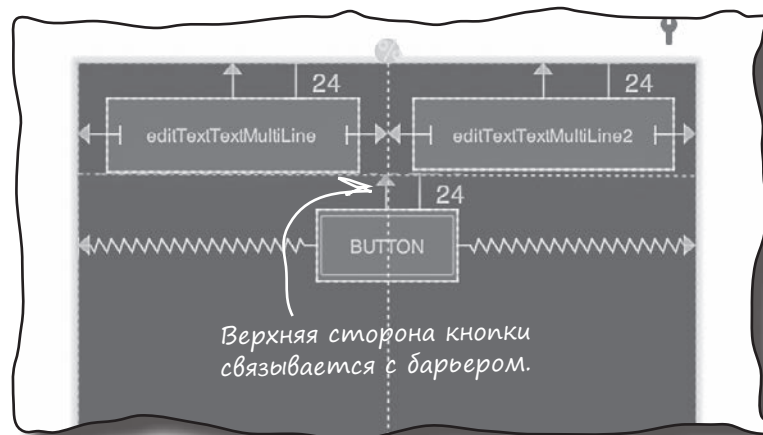 %
24
24
editTextTextMultiLine
editTextTextMultiLine2
24
BUTTON
Верхняя сторона кнопки
связывается с барьером.